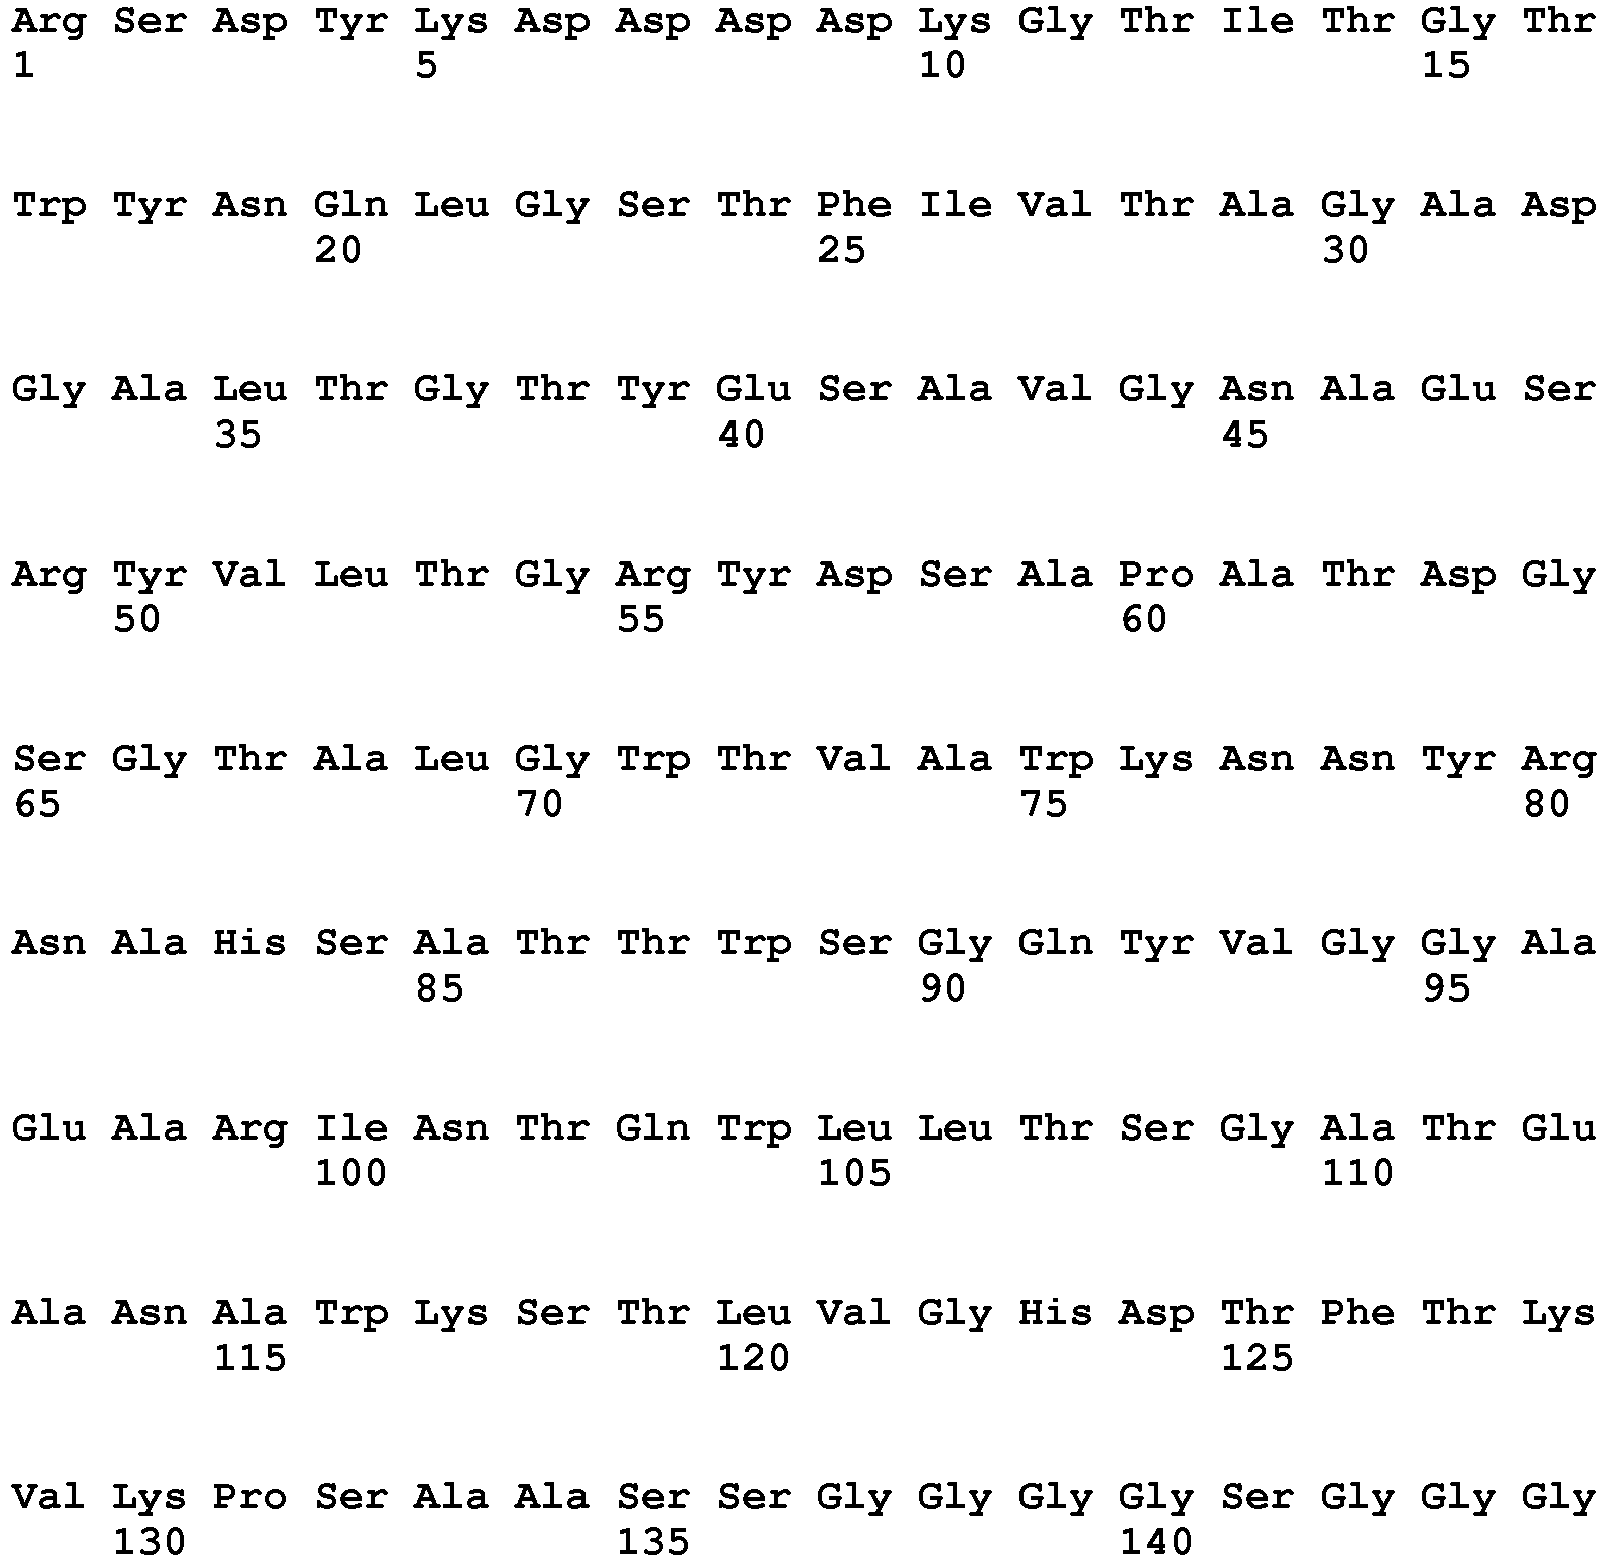 Arg Ser Asp Tyr Lys Asp Asp Asp Asp Lys Gly Thr Ile Thr Gly Thr
1 5 10 15
Trp Tyr Asn Gln Leu Gly Ser Thr Phe Ile Val Thr Ala Gly Ala Asp
20 25 30
Gly Ala Leu Thr Gly Thr Tyr Glu Ser Ala Val Gly Asn Ala Glu Ser
35 40 45
Arg Tyr Val Leu Thr Gly Arg Tyr Asp Ser Ala Pro Ala Thr Asp Gly
50 55 60
Ser Gly Thr Ala Leu Gly Trp Thr Val Ala Trp Lys Asn Asn Tyr Arg
65 70 75 80
Asn Ala His Ser Ala Thr Thr Trp Ser Gly Gln Tyr Val Gly Gly Ala
85 90 95
Glu Ala Arg Ile Asn Thr Gln Trp Leu Leu Thr Ser Gly Ala Thr Glu
100 105 110
Ala Asn Ala Trp Lys Ser Thr Leu Val Gly His Asp Thr Phe Thr Lys
115 120 125
Val Lys Pro Ser Ala Ala Ser Ser Gly Gly Gly Gly Ser Gly Gly Gly
130 135 140